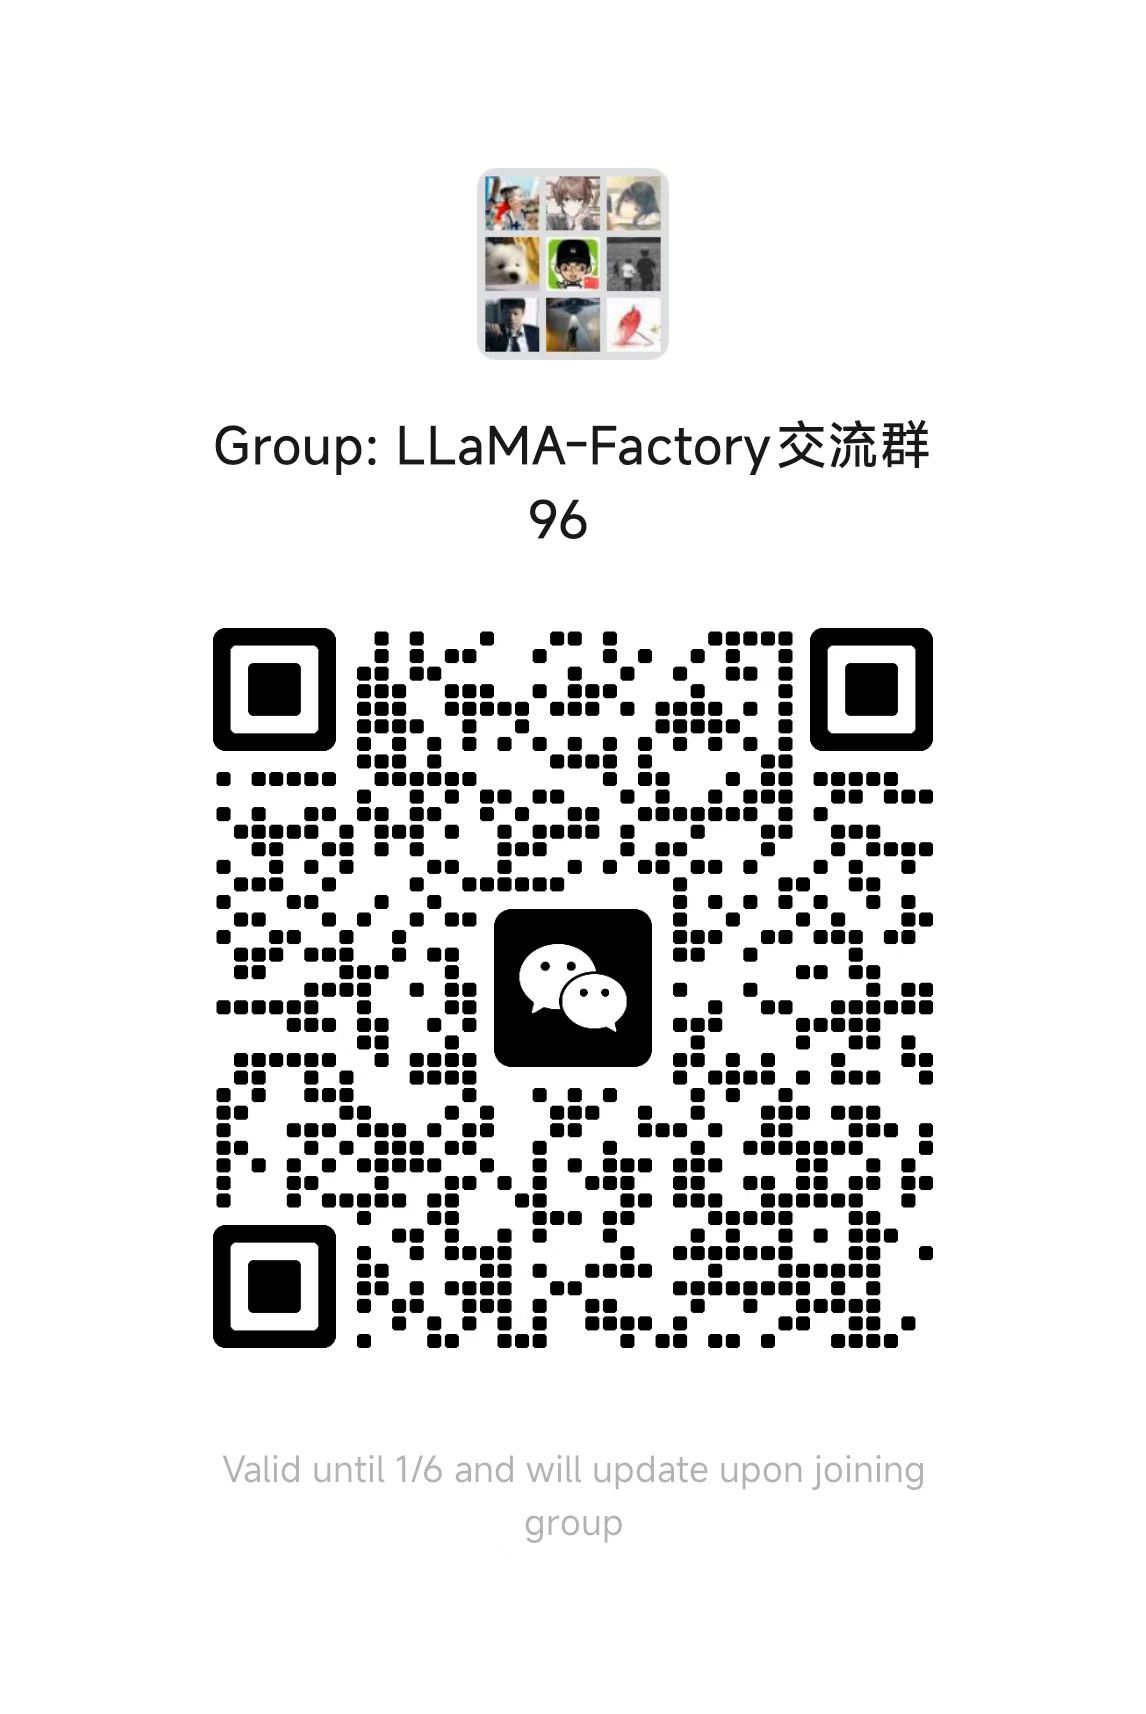 Group: LLaMA-Factory交流群
96
Valid until 1/6 and will update upon joining
group